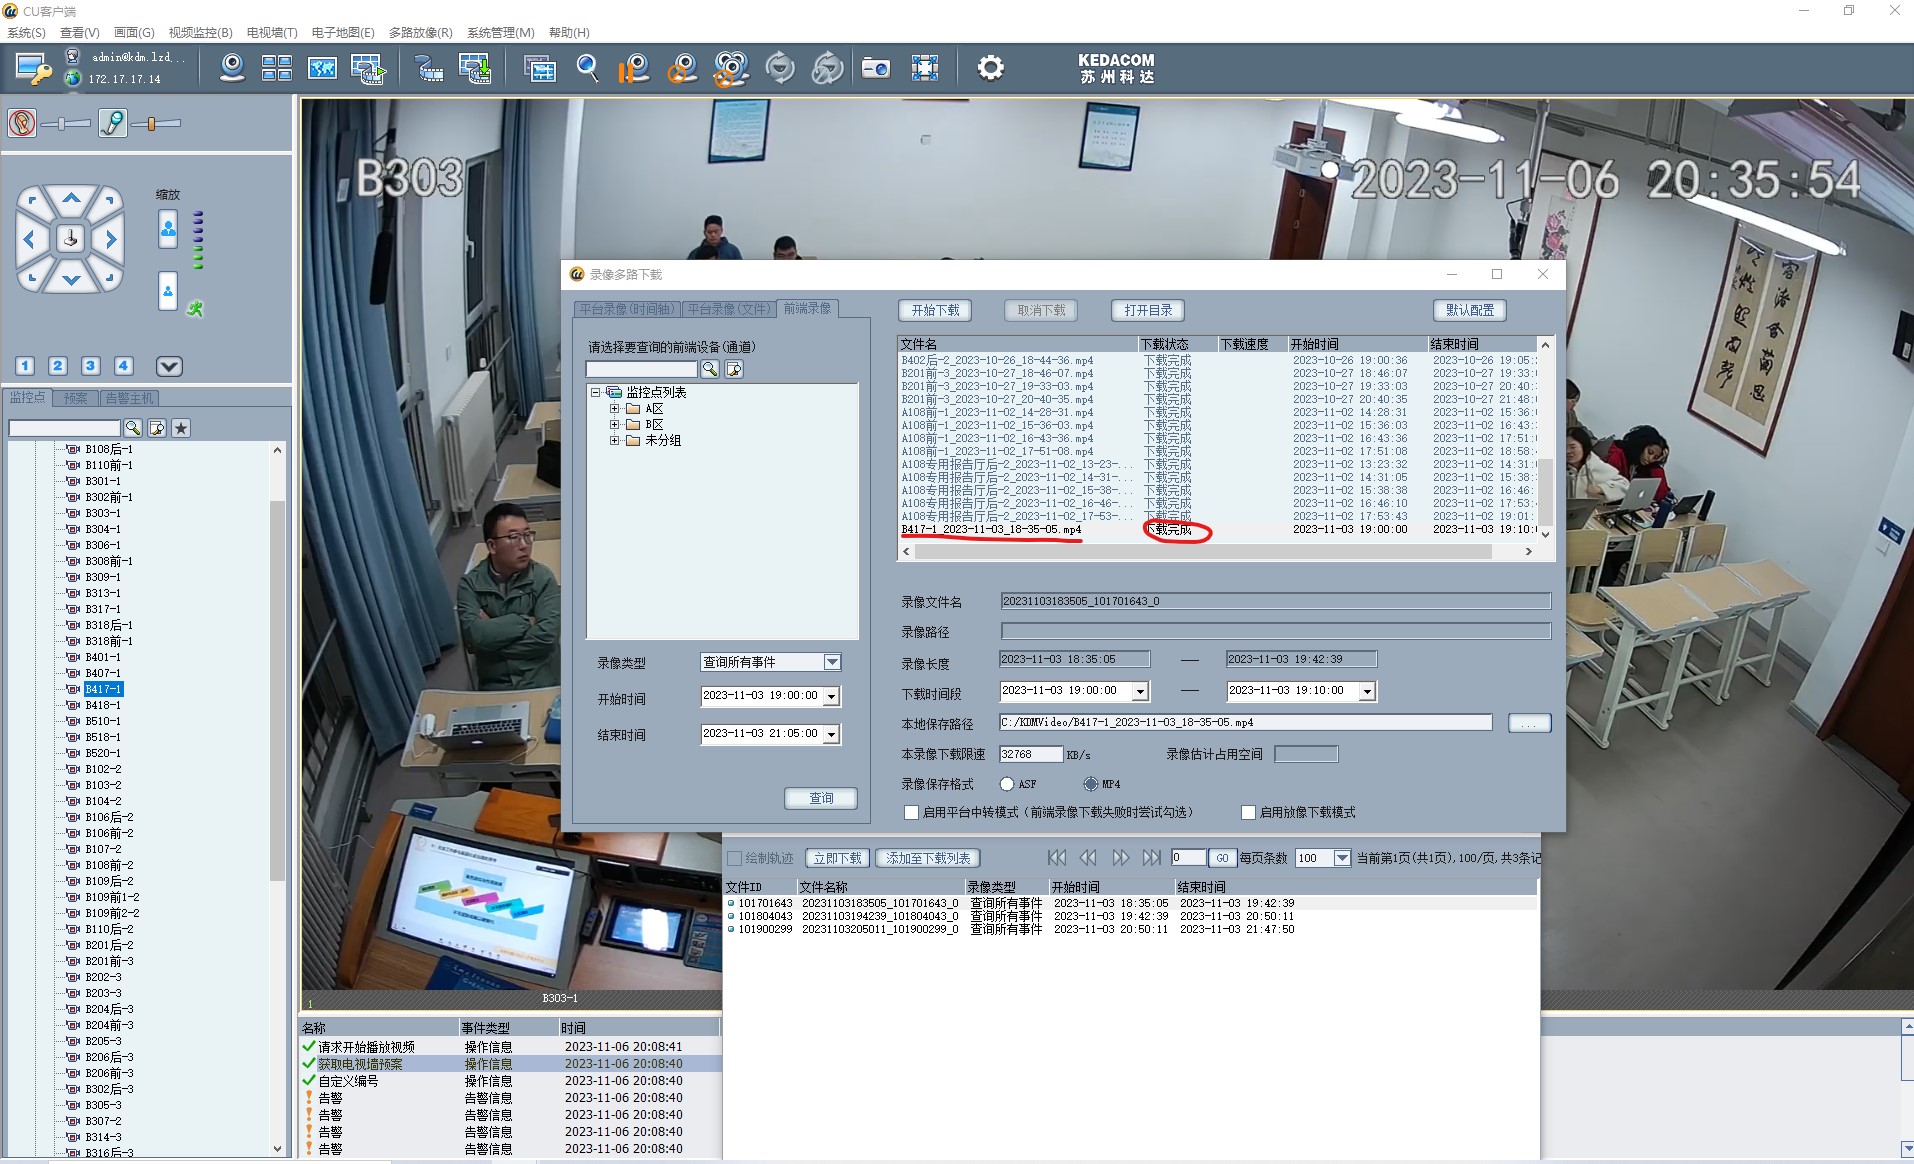 CU客户端
系统(S) 查看(V) 画面(G) 视频监控(B) 电视墙(T) 电子地图(E) 多路放像(R) 系统管理(M) 帮助(H)
admin@kdm.lzd...
172.17.17.14
KEDACOM
苏州科达
缩放
1 2 3 4
监控点 预案 告警主机
B108后-1
B110前-1
B301-1
B302前-1
B303-1
B304-1
B306-1
B308前-1
B309-1
B313-1
B317-1
B318后-1
B318前-1
B401-1
B407-1
B417-1
B418-1
B510-1
B518-1
B520-1
B102-2
B103-2
B104-2
B106后-2
B106前-2
B107-2
B108前-2
B109后-2
B109前1-2
B109前2-2
B110后-2
B201后-2
B201前-3
B202-3
B203-3
B204后-3
B204前-3
B205-3
B206后-3
B206前-3
B302后-3
B305-3
B307-2
B314-3
B316后-3
B303
2023-11-06 20:35:54
录像多路下载
平台录像(时间轴) 平台录像(文件) 前端录像
请选择要查询的前端设备(通道)
监控点列表
A区
B区
未分组
录像类型 查询所有事件
开始时间 2023-11-03 19:00:00
结束时间 2023-11-03 21:05:00
查询
开始下载 取消下载 打开目录 默认配置
文件名 下载状态 下载速度 开始时间 结束时间
B402后-2_2023-10-26_18-44-36.mp4 下载完成 2023-10-26 19:00:36 2023-10-26 19:05:
B201前-3_2023-10-27_18-46-07.mp4 下载完成 2023-10-27 18:46:07 2023-10-27 19:33:
B201前-3_2023-10-27_19-33-03.mp4 下载完成 2023-10-27 19:33:03 2023-10-27 20:40:
B201前-3_2023-10-27_20-40-35.mp4 下载完成 2023-10-27 20:40:35 2023-10-27 21:48:
A108前-1_2023-11-02_14-28-31.mp4 下载完成 2023-11-02 14:28:31 2023-11-02 15:36:
A108前-1_2023-11-02_15-36-03.mp4 下载完成 2023-11-02 15:36:03 2023-11-02 16:43:
A108前-1_2023-11-02_16-43-36.mp4 下载完成 2023-11-02 16:43:36 2023-11-02 17:51:
A108前-1_2023-11-02_17-51-08.mp4 下载完成 2023-11-02 17:51:08 2023-11-02 18:58:
A108专用报告厅后-2_2023-11-02_13-23-... 下载完成 2023-11-02 13:23:32 2023-11-02 14:31:
A108专用报告厅后-2_2023-11-02_14-31-... 下载完成 2023-11-02 14:31:05 2023-11-02 15:38:
A108专用报告厅后-2_2023-11-02_15-38-... 下载完成 2023-11-02 15:38:38 2023-11-02 16:46:
A108专用报告厅后-2_2023-11-02_16-46-... 下载完成 2023-11-02 16:46:10 2023-11-02 17:53:
A108专用报告厅后-2_2023-11-02_17-53-... 下载完成 2023-11-02 17:53:43 2023-11-02 19:01:
B417-1_2023-11-03_18-35-05.mp4 下载完成 2023-11-03 19:00:00 2023-11-03 19:10:
录像文件名 20231103183505_101701643_0
录像路径
录像长度 2023-11-03 18:35:05 — 2023-11-03 19:42:39
下载时间段 2023-11-03 19:00:00 — 2023-11-03 19:10:00
本地保存路径 C:/KDMVideo/B417-1_2023-11-03_18-35-05.mp4 ...
本录像下载限速 32768 KB/s 录像估计占用空间
录像保存格式 ASF MP4
启用平台中转模式(前端录像下载失败时尝试勾选) 启用放像下载模式
绘制轨迹 立即下载 添加至下载列表 0 GO 每页条数 100 当前第1页(共1页),100/页,共3条记
文件ID 文件名称 录像类型 开始时间 结束时间
101701643 20231103183505_101701643_0 查询所有事件 2023-11-03 18:35:05 2023-11-03 19:42:39
101804043 20231103194239_101804043_0 查询所有事件 2023-11-03 19:42:39 2023-11-03 20:50:11
101900299 20231103205011_101900299_0 查询所有事件 2023-11-03 20:50:11 2023-11-03 21:47:50
1 B303-1
名称 事件类型 时间
请求开始播放视频 操作信息 2023-11-06 20:08:41
获取电视墙预案 操作信息 2023-11-06 20:08:40
自定义编号 操作信息 2023-11-06 20:08:40
告警 告警信息 2023-11-06 20:08:40
告警 告警信息 2023-11-06 20:08:40
告警 告警信息 2023-11-06 20:08:40
告警 告警信息 2023-11-06 20:08:40